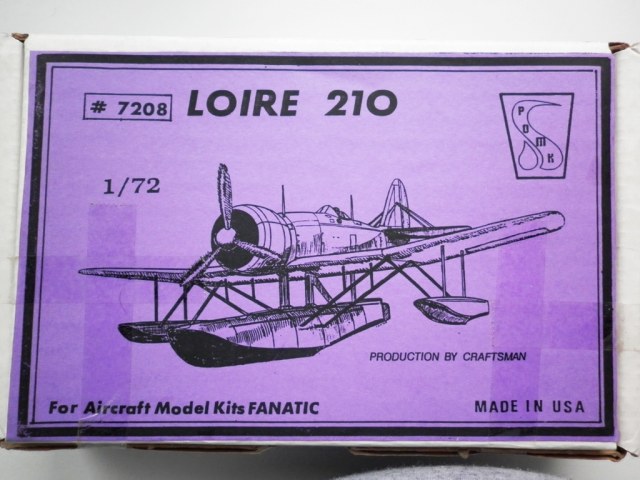 # 7208
LOIRE 210
P
O
M
K
1/72
PRODUCTION BY CRAFTSMAN
For Aircraft Model Kits FANATIC
MADE IN USA